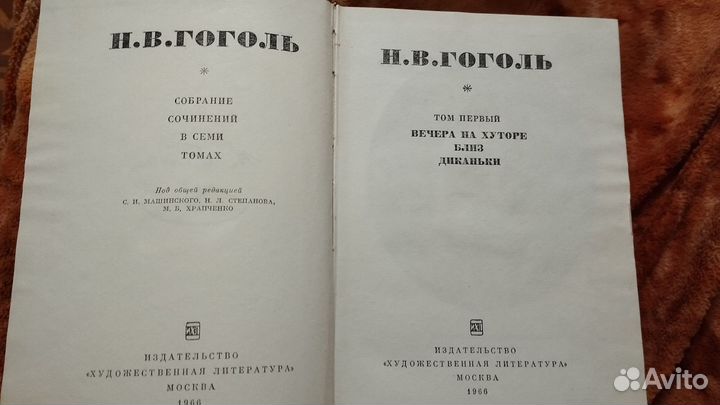 Н.В.ГОГОЛЬ
*
СОБРАНИЕ
СОЧИНЕНИЙ
В СЕМИ
ТОМАХ
Под общей редакцией
С. И. МАШИНСКОГО, Н. Л. СТЕПАНОВА,
М. Б. ХРАПЧЕНКО
ИЗДАТЕЛЬСТВО
«ХУДОЖЕСТВЕННАЯ ЛИТЕРАТУРА»
МОСКВА
1966
Н.В.ГОГОЛЬ
*
ТОМ ПЕРВЫЙ
ВЕЧЕРА НА ХУТОРЕ
БЛИЗ
ДИКАНЬКИ
ИЗДАТЕЛЬСТВО
«ХУДОЖЕСТВЕННАЯ ЛИТЕРАТУРА»
МОСКВА
1966
Avito